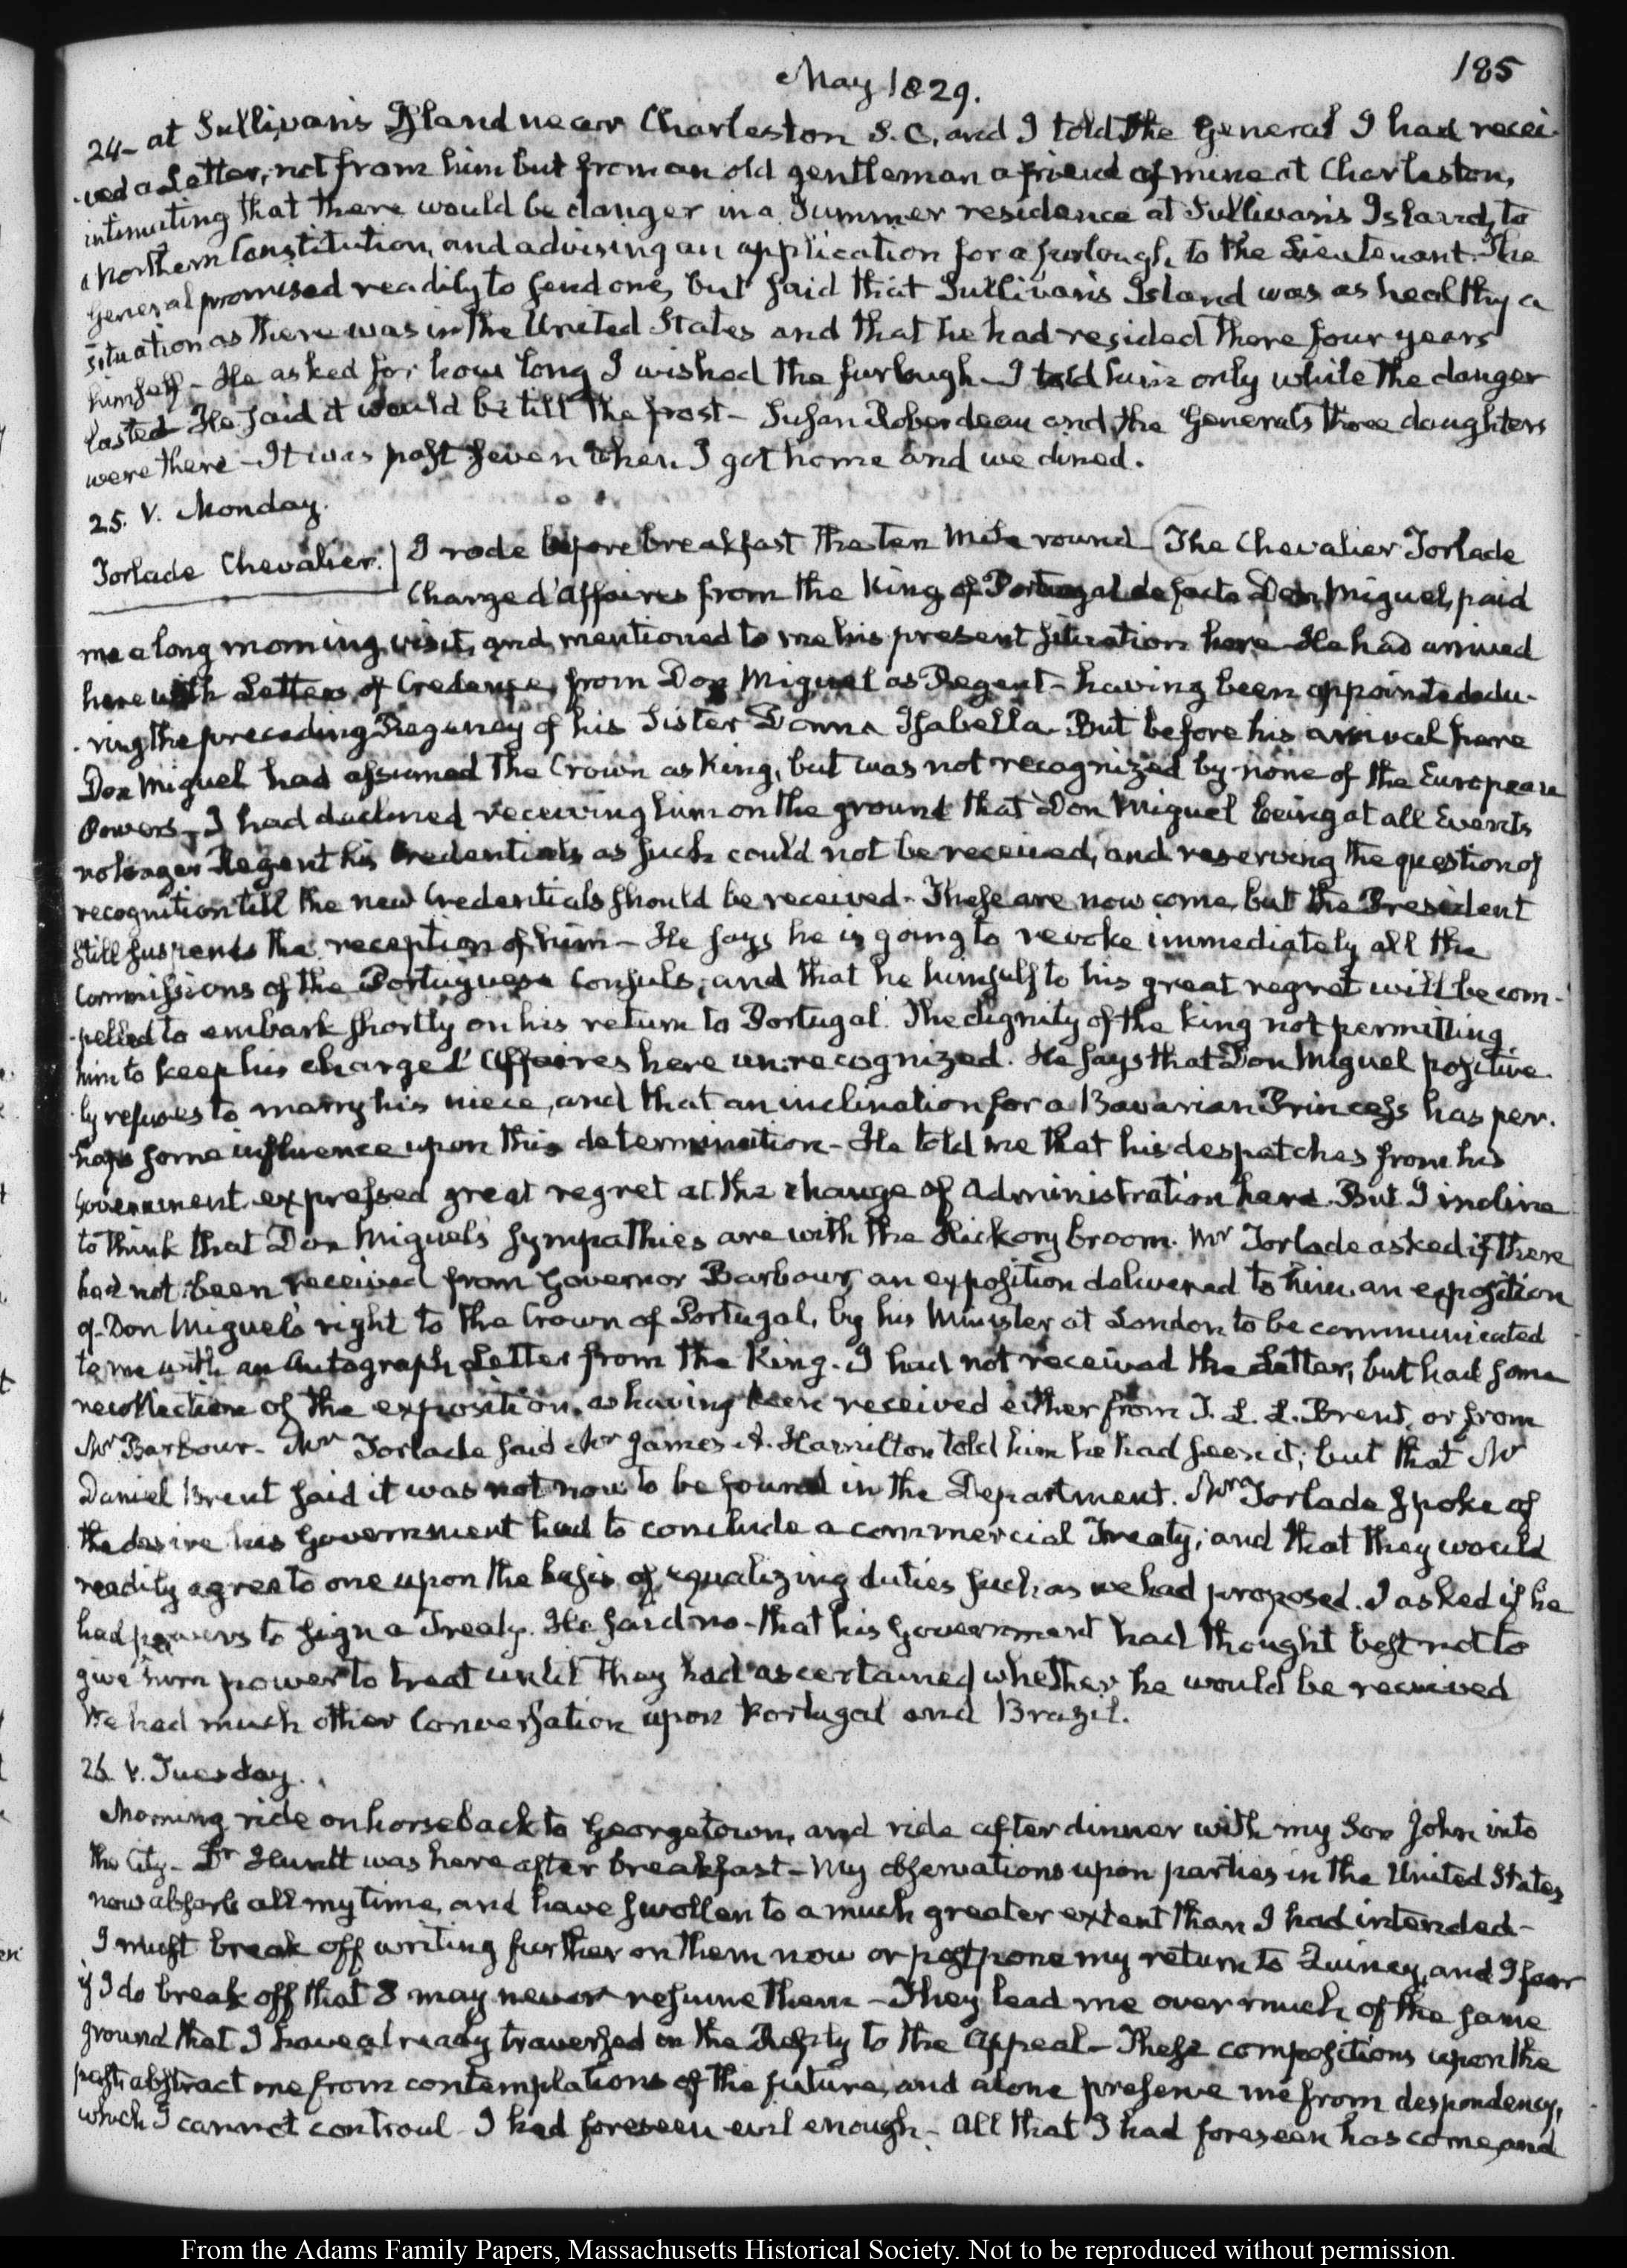 May 1829.
185
24- at Sullivan's Island near Charleston S. C. and I told the General I had recei-
-ved a Letter, not from him but from an old gentleman a friend of mine at Charleston,
intimating that there would be danger in a Summer residence at Sullivan's Island, to
a Northern Constitution, and advising an application for a furlough, to the Lieutenant. The
General promised readily to send one, but said that Sullivan's Island was as healthy a
situation as there was in the United States and that he had resided there four years
himself - He asked for how long I wished the furlough - I told him only while the danger
lasted He said it would be till the frost - Susan Roberdeau and the General's three daughters
were there - It was past seven when I got home and we dined.
25. V. Monday.
Torlade Chevalier. I rode before breakfast the ten Mile round - The Chevalier Torlade
Charge d'Affaires from the King of Portugal de facto Don Miguel, paid
me a long morning visit, and mentioned to me his present situation here - He had arrived
here with Letters of Credence, from Don Miguel as Regent - having been appointed du-
-ring the preceding Regency of his Sister Donna Isabella. But before his arrival here
Don Miguel had assumed the Crown as King, but was not recognized by none of the European
Powers - I had declined receiving him on the ground that Don Miguel being at all Events
no longer Regent his Credentials as such could not be received, and reserving the question of
recognition till the new Credentials should be received - These are now come, but the President
still suspends the reception of him - He says he is going to revoke immediately all the
Commissions of the Portuguese Consuls, and that he himself to his great regret will be com-
-pelled to embark shortly on his return to Portugal. The dignity of the King not permitting
him to keep his charge d'Affaires here unrecognized. He says that Don Miguel positive-
-ly refuses to marry his niece, and that an inclination for a Bavarian Princess has per-
-haps some influence upon this determination - He told me that his despatches from his
Government expressed great regret at the change of Administration here. But I incline
to think that Don Miguel's sympathies are with the Hickory broom. Mr Torlade asked if there
had not been received from Governor Barbour, an exposition delivered to him an exposition
of Don Miguel's right to the Crown of Portugal, by his Minister at London to be communicated
to me with an Autograph Letter from the King. I had not received the Letter, but had some
recollection of the exposition, as having been received either from T. L. L. Brent, or from
Mr Barbour - Mr Torlade said Mr James A. Hamilton told him he had seen it; but that Mr
Daniel Brent said it was not now to be found in the Department. Mr Torlade spoke of
the desire his Government had to conclude a commercial Treaty; and that they would
readily agree to one upon the basis of equalizing duties such as we had proposed. I asked if he
had powers to sign a Treaty. He said no - that his Government had thought best not to
give him power to treat until they had ascertained whether he would be received
We had much other Conversation upon Portugal and Brazil.
26. V. Tuesday.
Morning ride on horseback to Georgetown, and ride after dinner with my Son John into
the City - Dr Huntt was here after breakfast - My observations upon parties in the United States
now absorb all my time, and have swollen to a much greater extent than I had intended -
I must break off writing further on them now or postpone my return to Quincy, and I fear
if I do break off that I may never resume them - They lead me over much of the same
ground that I have already traversed in the Reply to the Appeal - These compositions upon the
past abstract me from contemplations of the future, and alone preserve me from despondency,
which I cannot controul - I had foreseen evil enough - All that I had foreseen has come, and
From the Adams Family Papers, Massachusetts Historical Society. Not to be reproduced without permission.